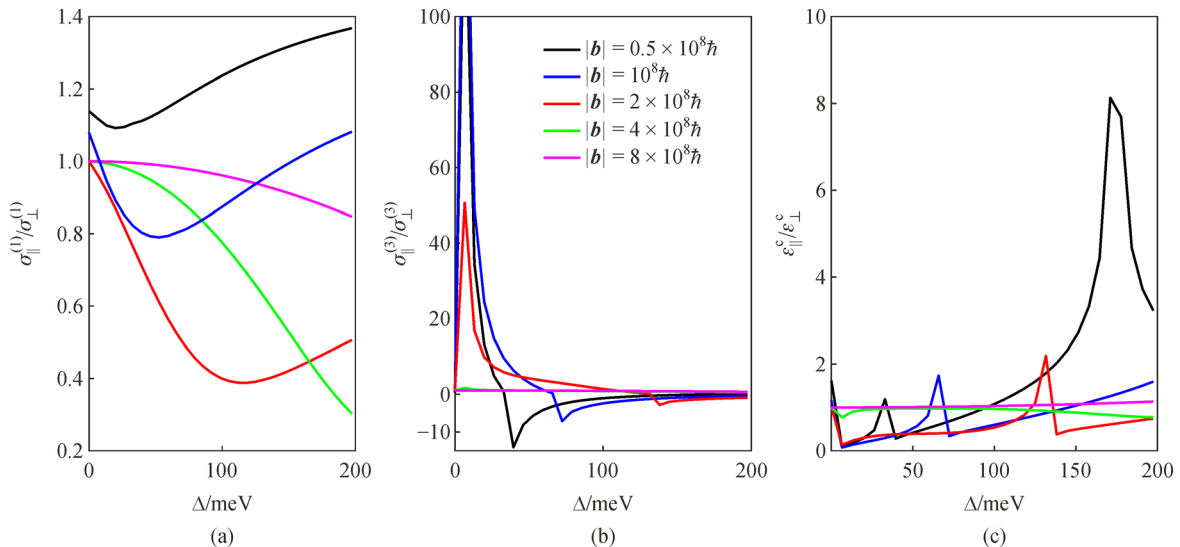 1.4
1.2
1.0
0.8
0.6
0.4
0.2
0
100
200
σ∥(1)/σ⊥(1)
Δ/meV
(a)
100
80
60
40
20
0
−10
0
100
200
σ∥(3)/σ⊥(3)
Δ/meV
(b)
|b| = 0.5 × 10⁸ħ
|b| = 10⁸ħ
|b| = 2 × 10⁸ħ
|b| = 4 × 10⁸ħ
|b| = 8 × 10⁸ħ
10
8
6
4
2
0
0
50
100
150
200
ε∥c/ε⊥c
Δ/meV
(c)